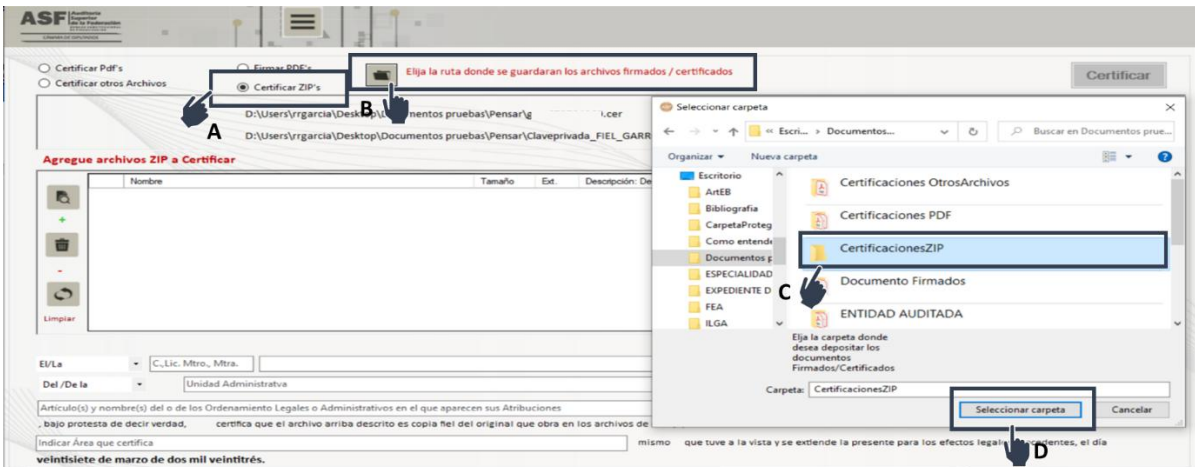 ASF Auditoría
Superior
de la Federación
CÁMARA DE DIPUTADOS
Certificar Pdf's
Firmar PDF's
Certificar otros Archivos
Certificar ZIP's
Elija la ruta donde se guardaran los archivos firmados / certificados
Certificar
A
B
D:\Users\rrgarcia\Desktop\Documentos pruebas\Pensar\g .cer
D:\Users\rrgarcia\Desktop\Documentos pruebas\Pensar\Claveprivada_FIEL_GARR
Agregue archivos ZIP a Certificar
Nombre Tamaño Ext. Descripción: De
+
-
Limpiar
Seleccionar carpeta
« Escri... › Documentos...
Buscar en Documentos prue...
Organizar
Nueva carpeta
Escritorio
ArtEB
Bibliografia
CarpetaProteg
Como entende
Documentos p
ESPECIALIDAD
EXPEDIENTE D
FEA
ILGA
Certificaciones OtrosArchivos
Certificaciones PDF
CertificacionesZIP
C
Documento Firmados
ENTIDAD AUDITADA
Elja la carpeta donde
desea depositar los
documentos
Firmados/Certificados
Carpeta: CertificacionesZIP
Seleccionar carpeta
Cancelar
D
El/La
C.,Lic. Mtro., Mtra.
Del /De la
Unidad Administratva
Artículo(s) y nombre(s) del o de los Ordenamiento Legales o Administrativos en el que aparecen sus Atribuciones
, bajo protesta de decir verdad, certifica que el archivo arriba descrito es copia fiel del original que obra en los archivos de
Indicar Área que certifica
mismo que tuve a la vista y se extiende la presente para los efectos legales procedentes, el día
veintisiete de marzo de dos mil veintitrés.